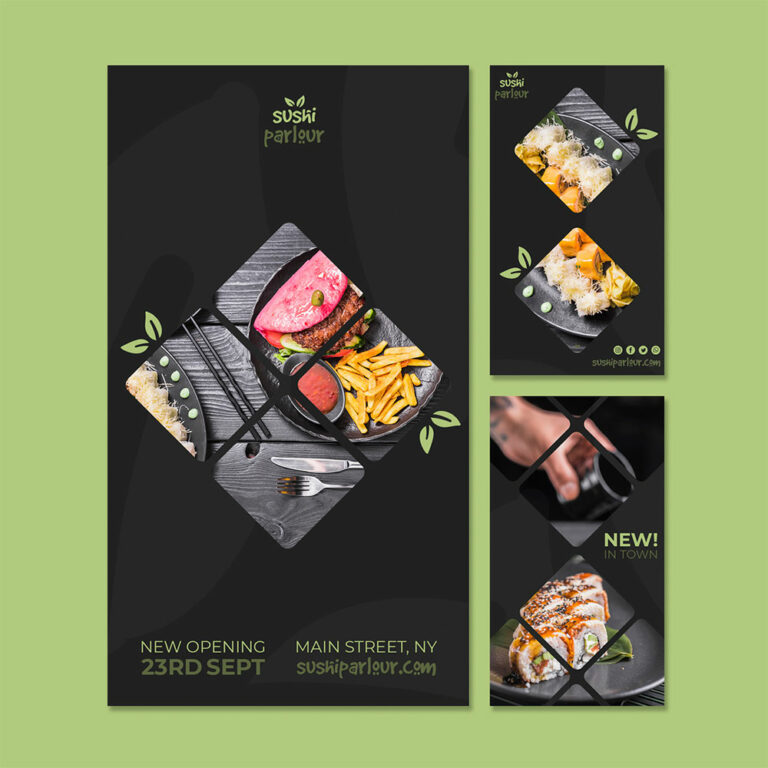 sushi
parlour
NEW OPENING
23RD SEPT
MAIN STREET, NY
sushiparlour.com
sushi
parlour
sushiparlour.com
NEW!
IN TOWN